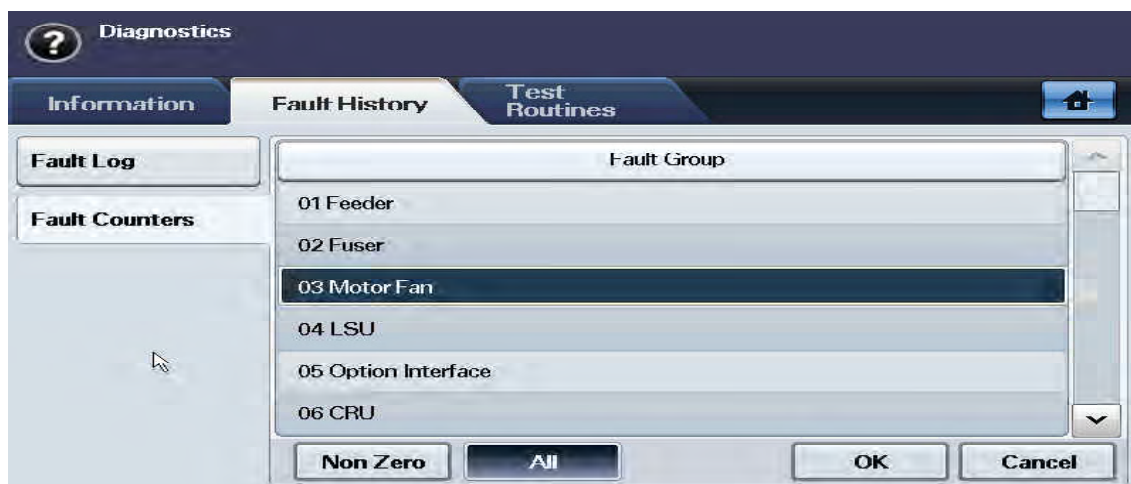 ?
Diagnostics
Information
Fault History
Test
Routines
Fault Log
Fault Counters
Fault Group
01 Feeder
02 Fuser
03 Motor Fan
04 LSU
05 Option Interface
06 CRU
Non Zero
All
OK
Cancel